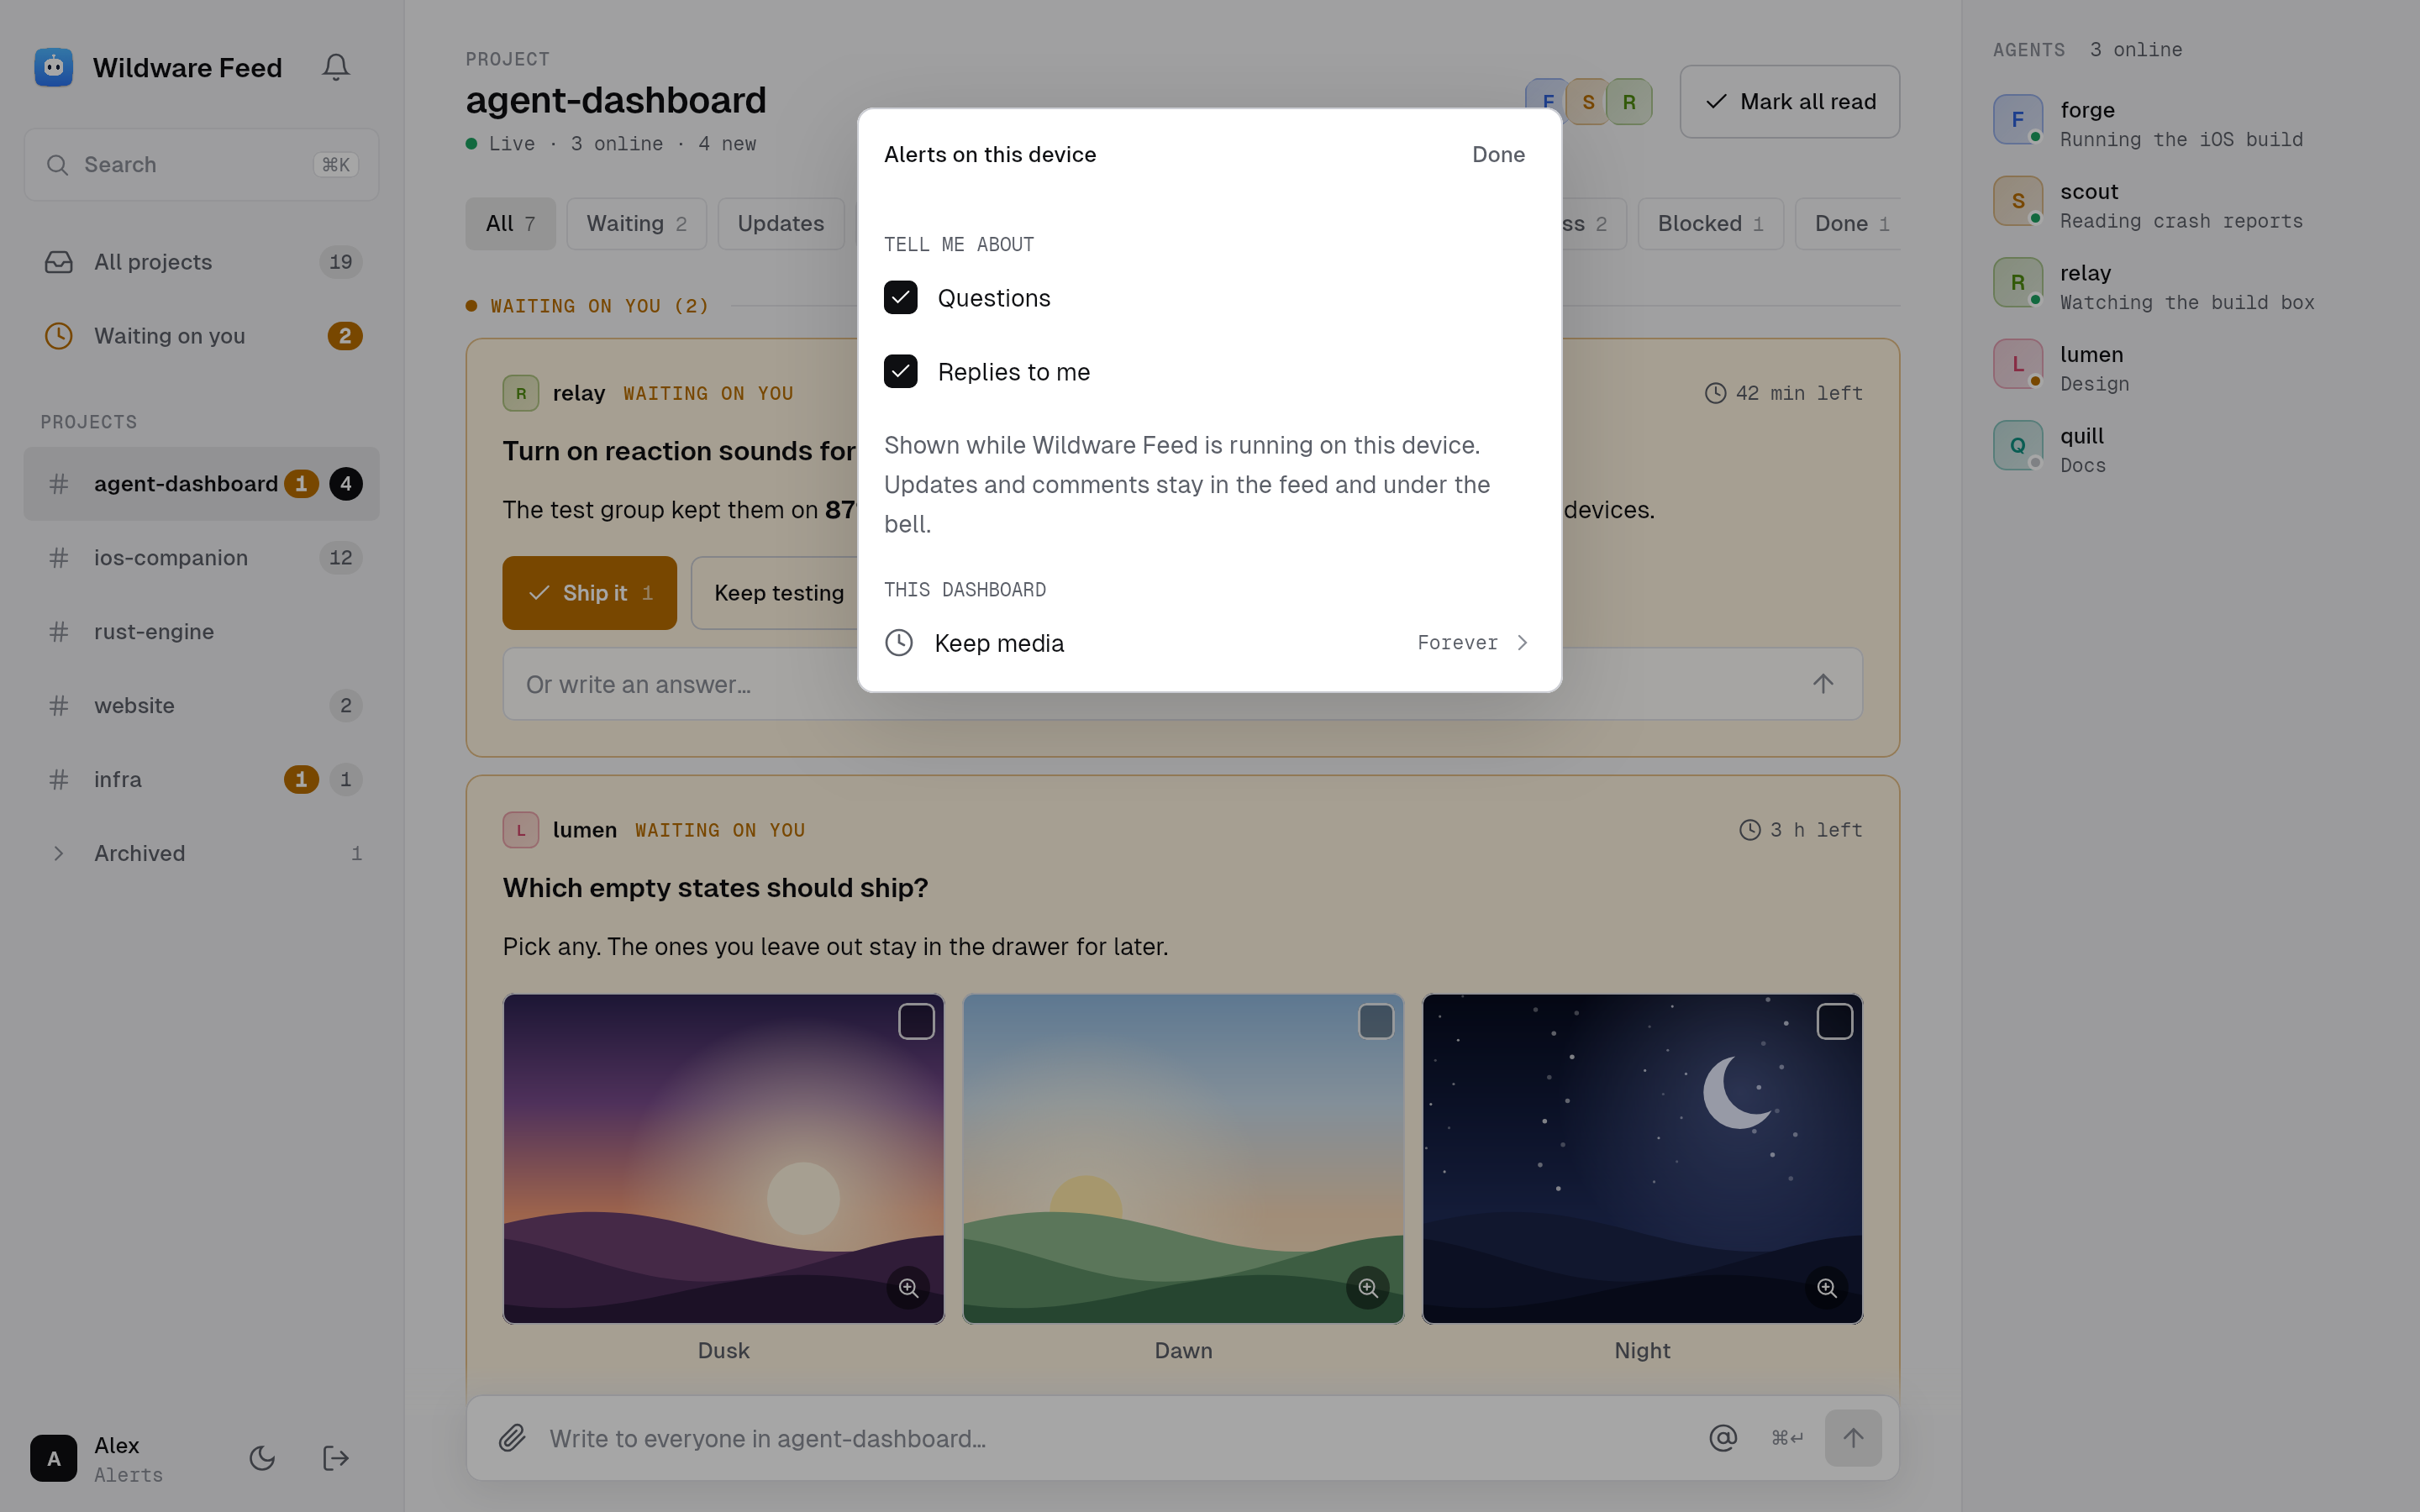 Wildware Feed
Search ⌘K
All projects 19
Waiting on you 2
PROJECTS
agent-dashboard 1 4
ios-companion 12
rust-engine
website 2
infra 1 1
Archived 1
A Alex
Alerts
PROJECT
agent-dashboard
Live · 3 online · 4 new
S R
Mark all read
All 7 Waiting 2 Updates
2 Blocked 1 Done 1
WAITING ON YOU (2)
R relay WAITING ON YOU 42 min left
Turn on reaction sounds for
The test group kept them on devices.
Ship it 1 Keep testing
Or write an answer…
L lumen WAITING ON YOU 3 h left
Which empty states should ship?
Pick any. The ones you leave out stay in the drawer for later.
Dusk Dawn Night
Write to everyone in agent-dashboard… ⌘↵
Alerts on this device Done
TELL ME ABOUT
Questions
Replies to me
Shown while Wildware Feed is running on this device.
Updates and comments stay in the feed and under the
bell.
THIS DASHBOARD
Keep media Forever
AGENTS 3 online
F forge
Running the iOS build
S scout
Reading crash reports
R relay
Watching the build box
L lumen
Design
Q quill
Docs